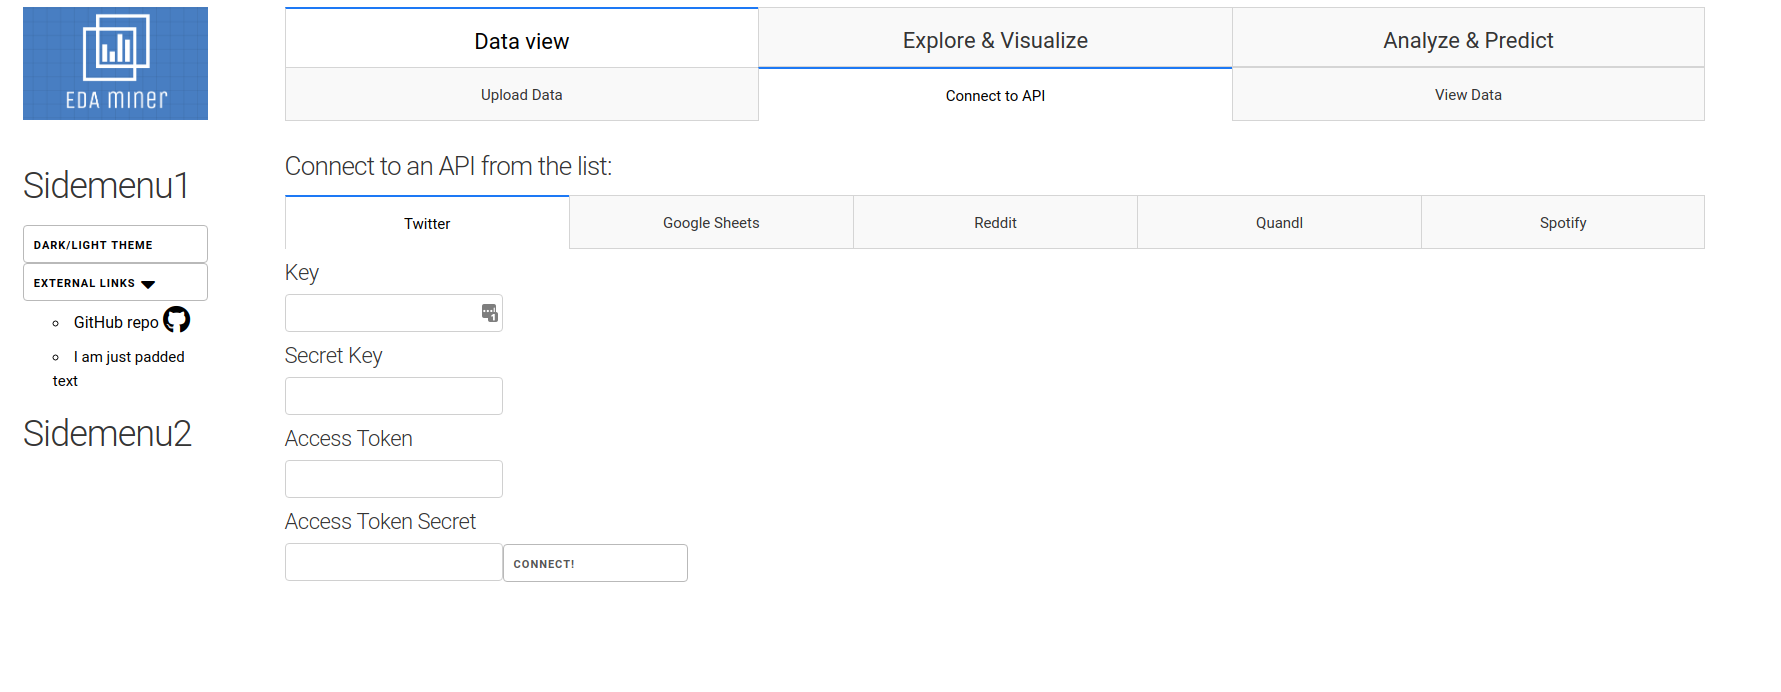 EDA miner
Data view
Explore & Visualize
Analyze & Predict
Upload Data
Connect to API
View Data
Sidemenu1
DARK/LIGHT THEME
EXTERNAL LINKS
GitHub repo
I am just padded
text
Sidemenu2
Connect to an API from the list:
Twitter
Google Sheets
Reddit
Quandl
Spotify
Key
1
Secret Key
Access Token
Access Token Secret
CONNECT!